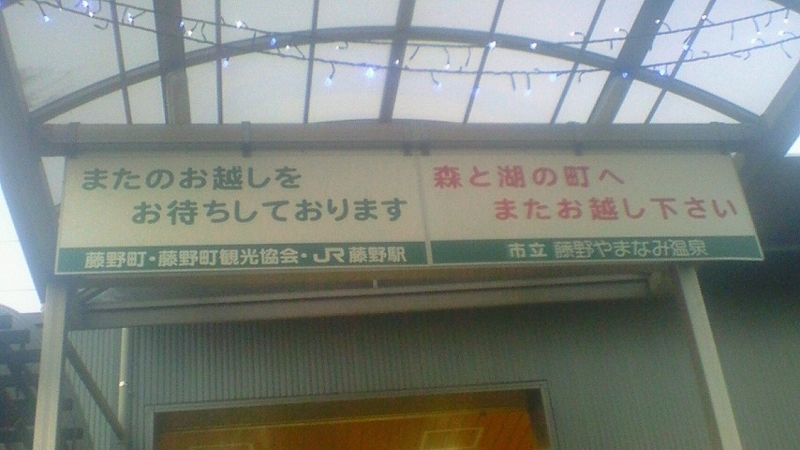 またのお越しを
お待ちしております
藤野町・藤野町観光協会・JR藤野駅
森と湖の町へ
またお越し下さい
市立 藤野やまなみ温泉